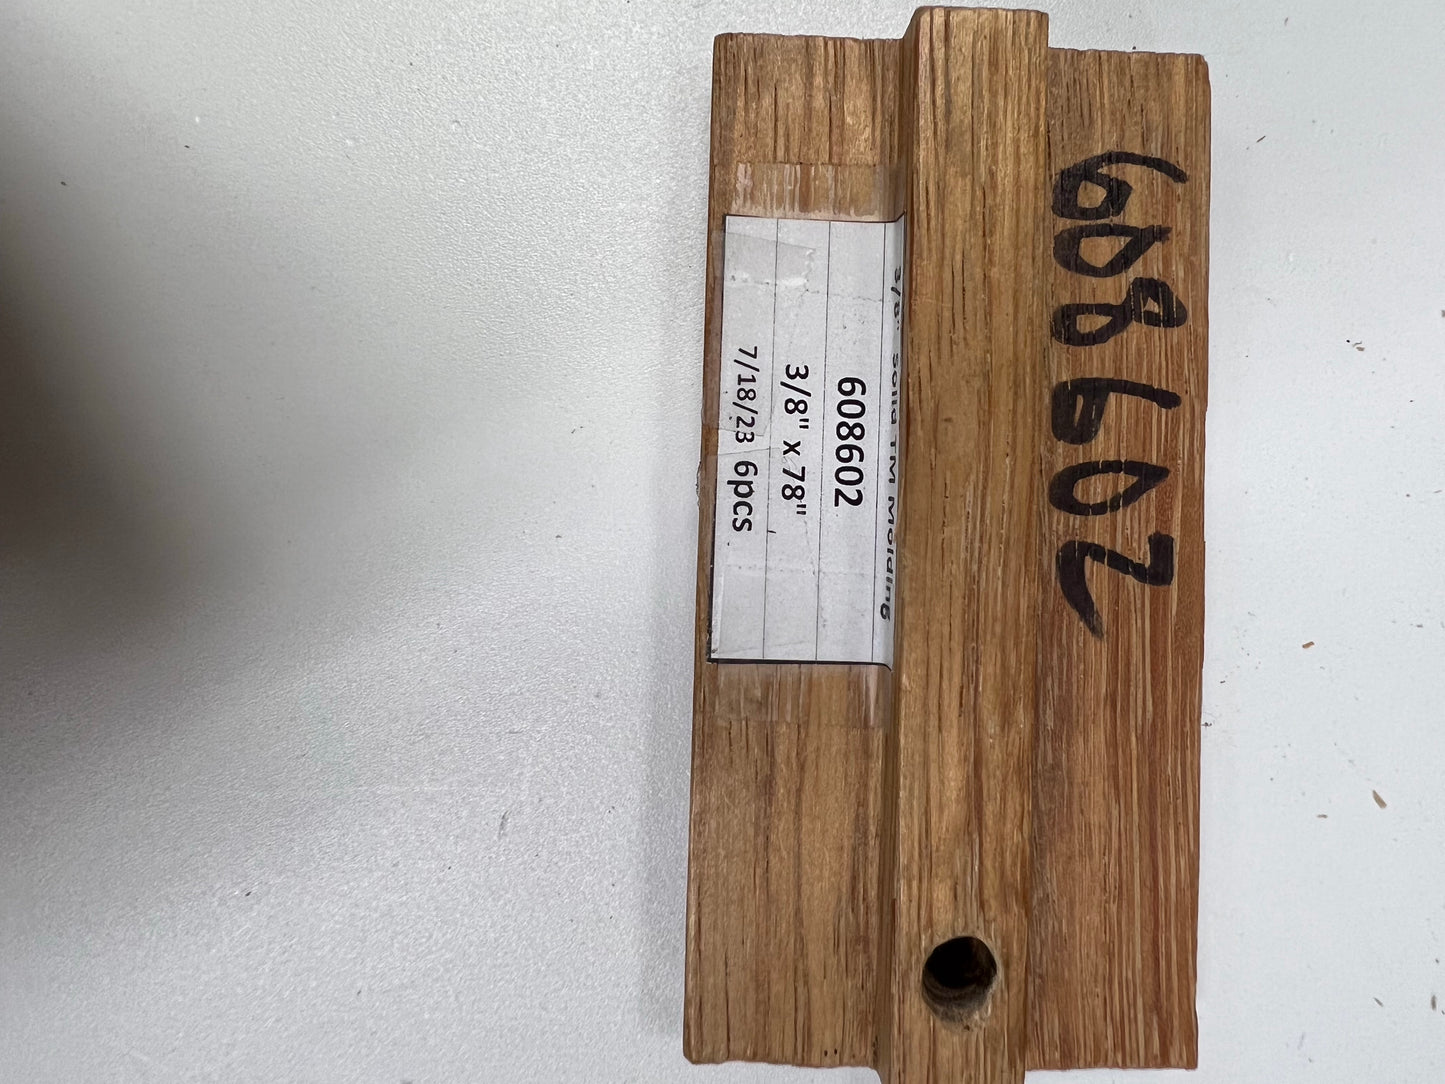 608602
3/8" solid TM Molding
608602
3/8" x 78"
7/18/23 6pcs